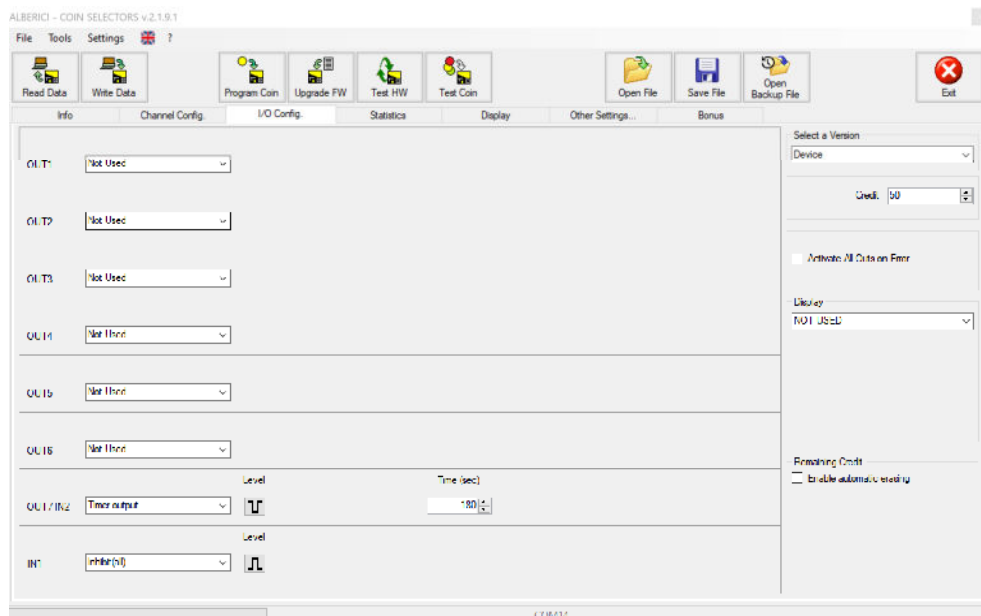 ALBERICI - COIN SELECTORS v.2.1.9.1
File Tools Settings ?
Read Data Write Data Program Coin Upgrade FW Test HW Test Coin Open File Save File Open Backup File Exit
Info Channel Config. I/O Config. Statistics Display Other Settings... Bonus
Select a Version
Device
OUT1 Not Used
Credit 50
OUT2 Not Used
Activate All Outs on Error
OUT3 Not Used
Display
NOT USED
OUT4 Not Used
OUT5 Not Used
OUT6 Not Used
Remaining Credit
Enable automatic erasing
Level Time (sec)
OUT7/IN2 Timer output 180
Level
IN1 Inhibit(all)